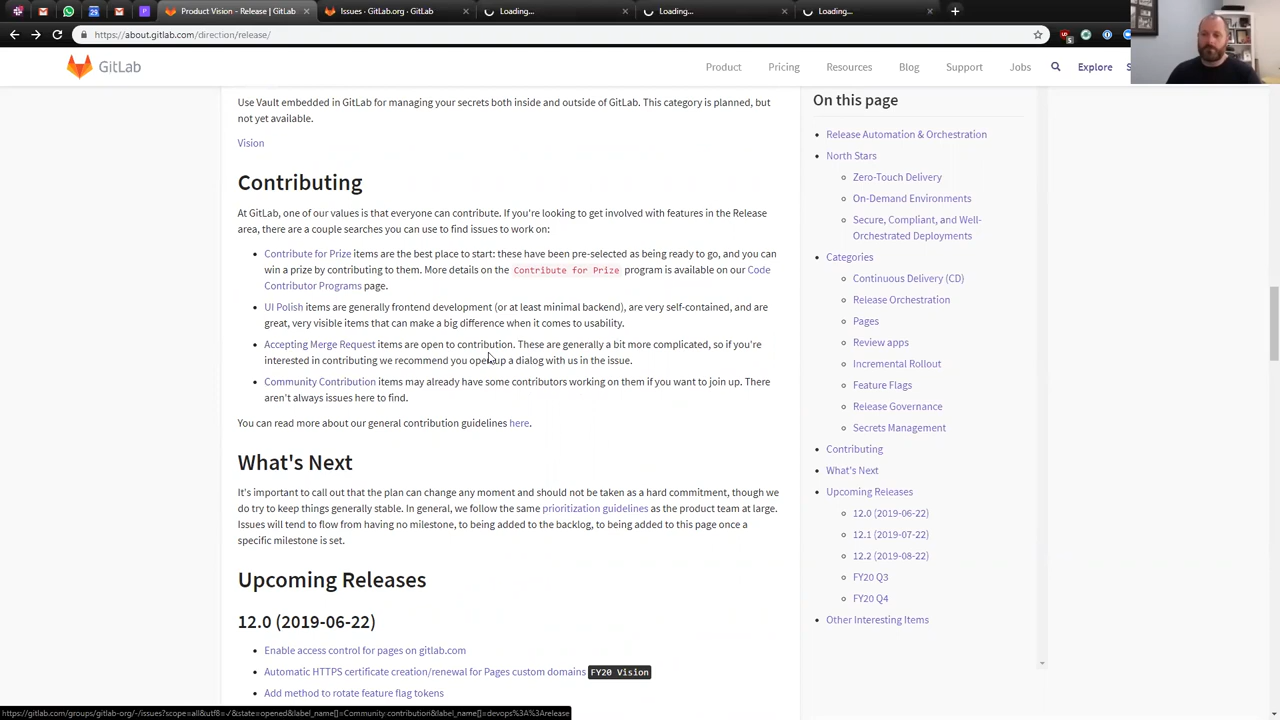 Product Vision - Release | GitLab
Issues · GitLab.org · GitLab
Loading...
Loading...
Loading...
https://about.gitlab.com/direction/release/
GitLab
Product
Pricing
Resources
Blog
Support
Jobs
Explore
Use Vault embedded in GitLab for managing your secrets both inside and outside of GitLab. This category is planned, but
not yet available.
Vision
Contributing
At GitLab, one of our values is that everyone can contribute. If you're looking to get involved with features in the Release
area, there are a couple searches you can use to find issues to work on:
Contribute for Prize items are the best place to start: these have been pre-selected as being ready to go, and you can
win a prize by contributing to them. More details on the Contribute for Prize program is available on our Code
Contributor Programs page.
UI Polish items are generally frontend development (or at least minimal backend), are very self-contained, and are
great, very visible items that can make a big difference when it comes to usability.
Accepting Merge Request items are open to contribution. These are generally a bit more complicated, so if you're
interested in contributing we recommend you open up a dialog with us in the issue.
Community Contribution items may already have some contributors working on them if you want to join up. There
aren't always issues here to find.
You can read more about our general contribution guidelines here.
What's Next
It's important to call out that the plan can change any moment and should not be taken as a hard commitment, though we
do try to keep things generally stable. In general, we follow the same prioritization guidelines as the product team at large.
Issues will tend to flow from having no milestone, to being added to the backlog, to being added to this page once a
specific milestone is set.
Upcoming Releases
12.0 (2019-06-22)
Enable access control for pages on gitlab.com
Automatic HTTPS certificate creation/renewal for Pages custom domains FY20 Vision
Add method to rotate feature flag tokens
On this page
Release Automation & Orchestration
North Stars
Zero-Touch Delivery
On-Demand Environments
Secure, Compliant, and Well-
Orchestrated Deployments
Categories
Continuous Delivery (CD)
Release Orchestration
Pages
Review apps
Incremental Rollout
Feature Flags
Release Governance
Secrets Management
Contributing
What's Next
Upcoming Releases
12.0 (2019-06-22)
12.1 (2019-07-22)
12.2 (2019-08-22)
FY20 Q3
FY20 Q4
Other Interesting Items
https://gitlab.com/groups/gitlab-org/-/issues?scope=all&utf8=✓&state=opened&label_name[]=Community contribution&label_name[]=devops%3A%3Arelease